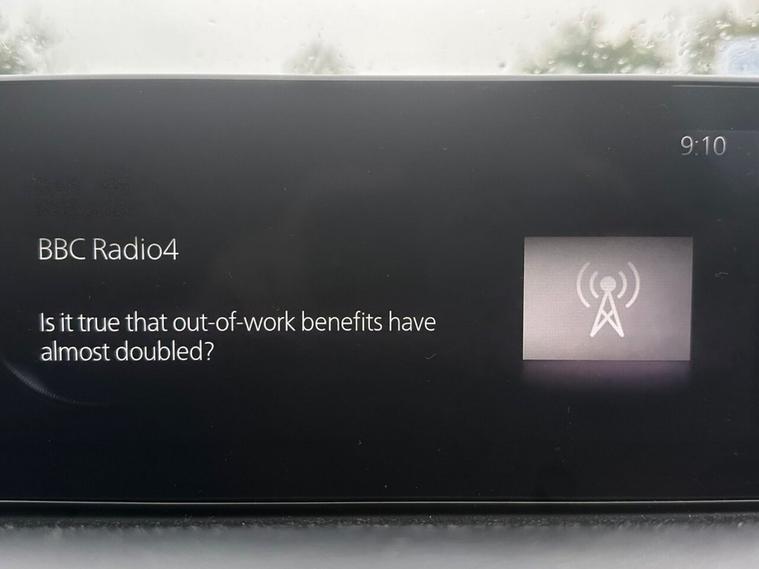 9:10
BBC Radio4
Is it true that out-of-work benefits have
almost doubled?